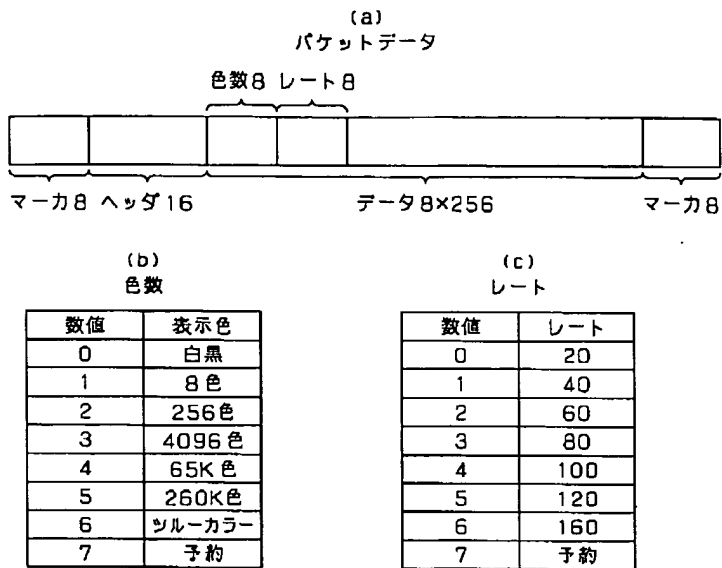 (a)
パケットデータ
色数8 レート8
マーカ8 ヘッダ16 データ8×256 マーカ8
(b)
色数
数値 表示色
0 白黒
1 8色
2 256色
3 4096色
4 65K色
5 260K色
6 ツルーカラー
7 予約
(c)
レート
数値 レート
0 20
1 40
2 60
3 80
4 100
5 120
6 160
7 予約